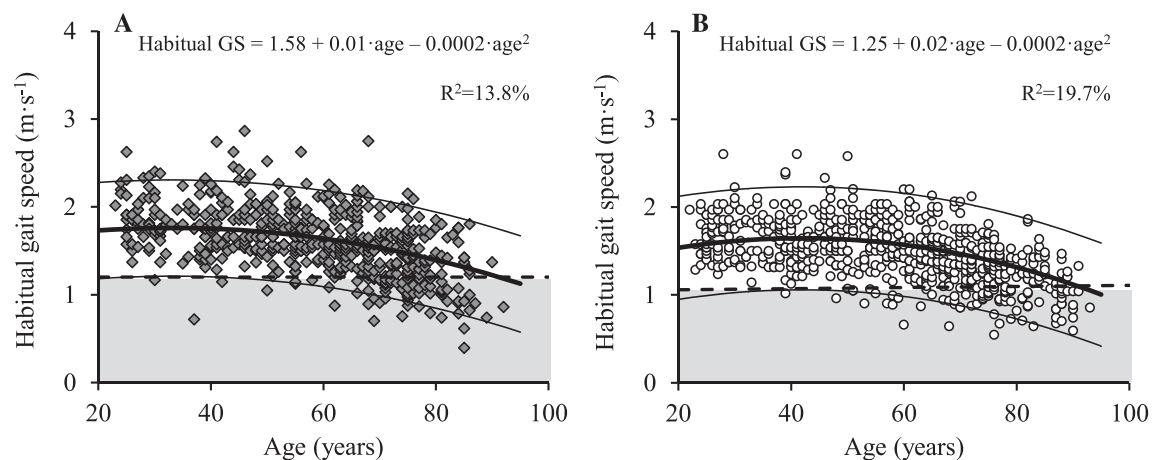 A
Habitual GS = 1.58 + 0.01·age – 0.0002·age²
R²=13.8%
Habitual gait speed (m·s⁻¹)
4
3
2
1
0
20 40 60 80 100
Age (years)
B
Habitual GS = 1.25 + 0.02·age – 0.0002·age²
R²=19.7%
Habitual gait speed (m·s⁻¹)
4
3
2
1
0
20 40 60 80 100
Age (years)